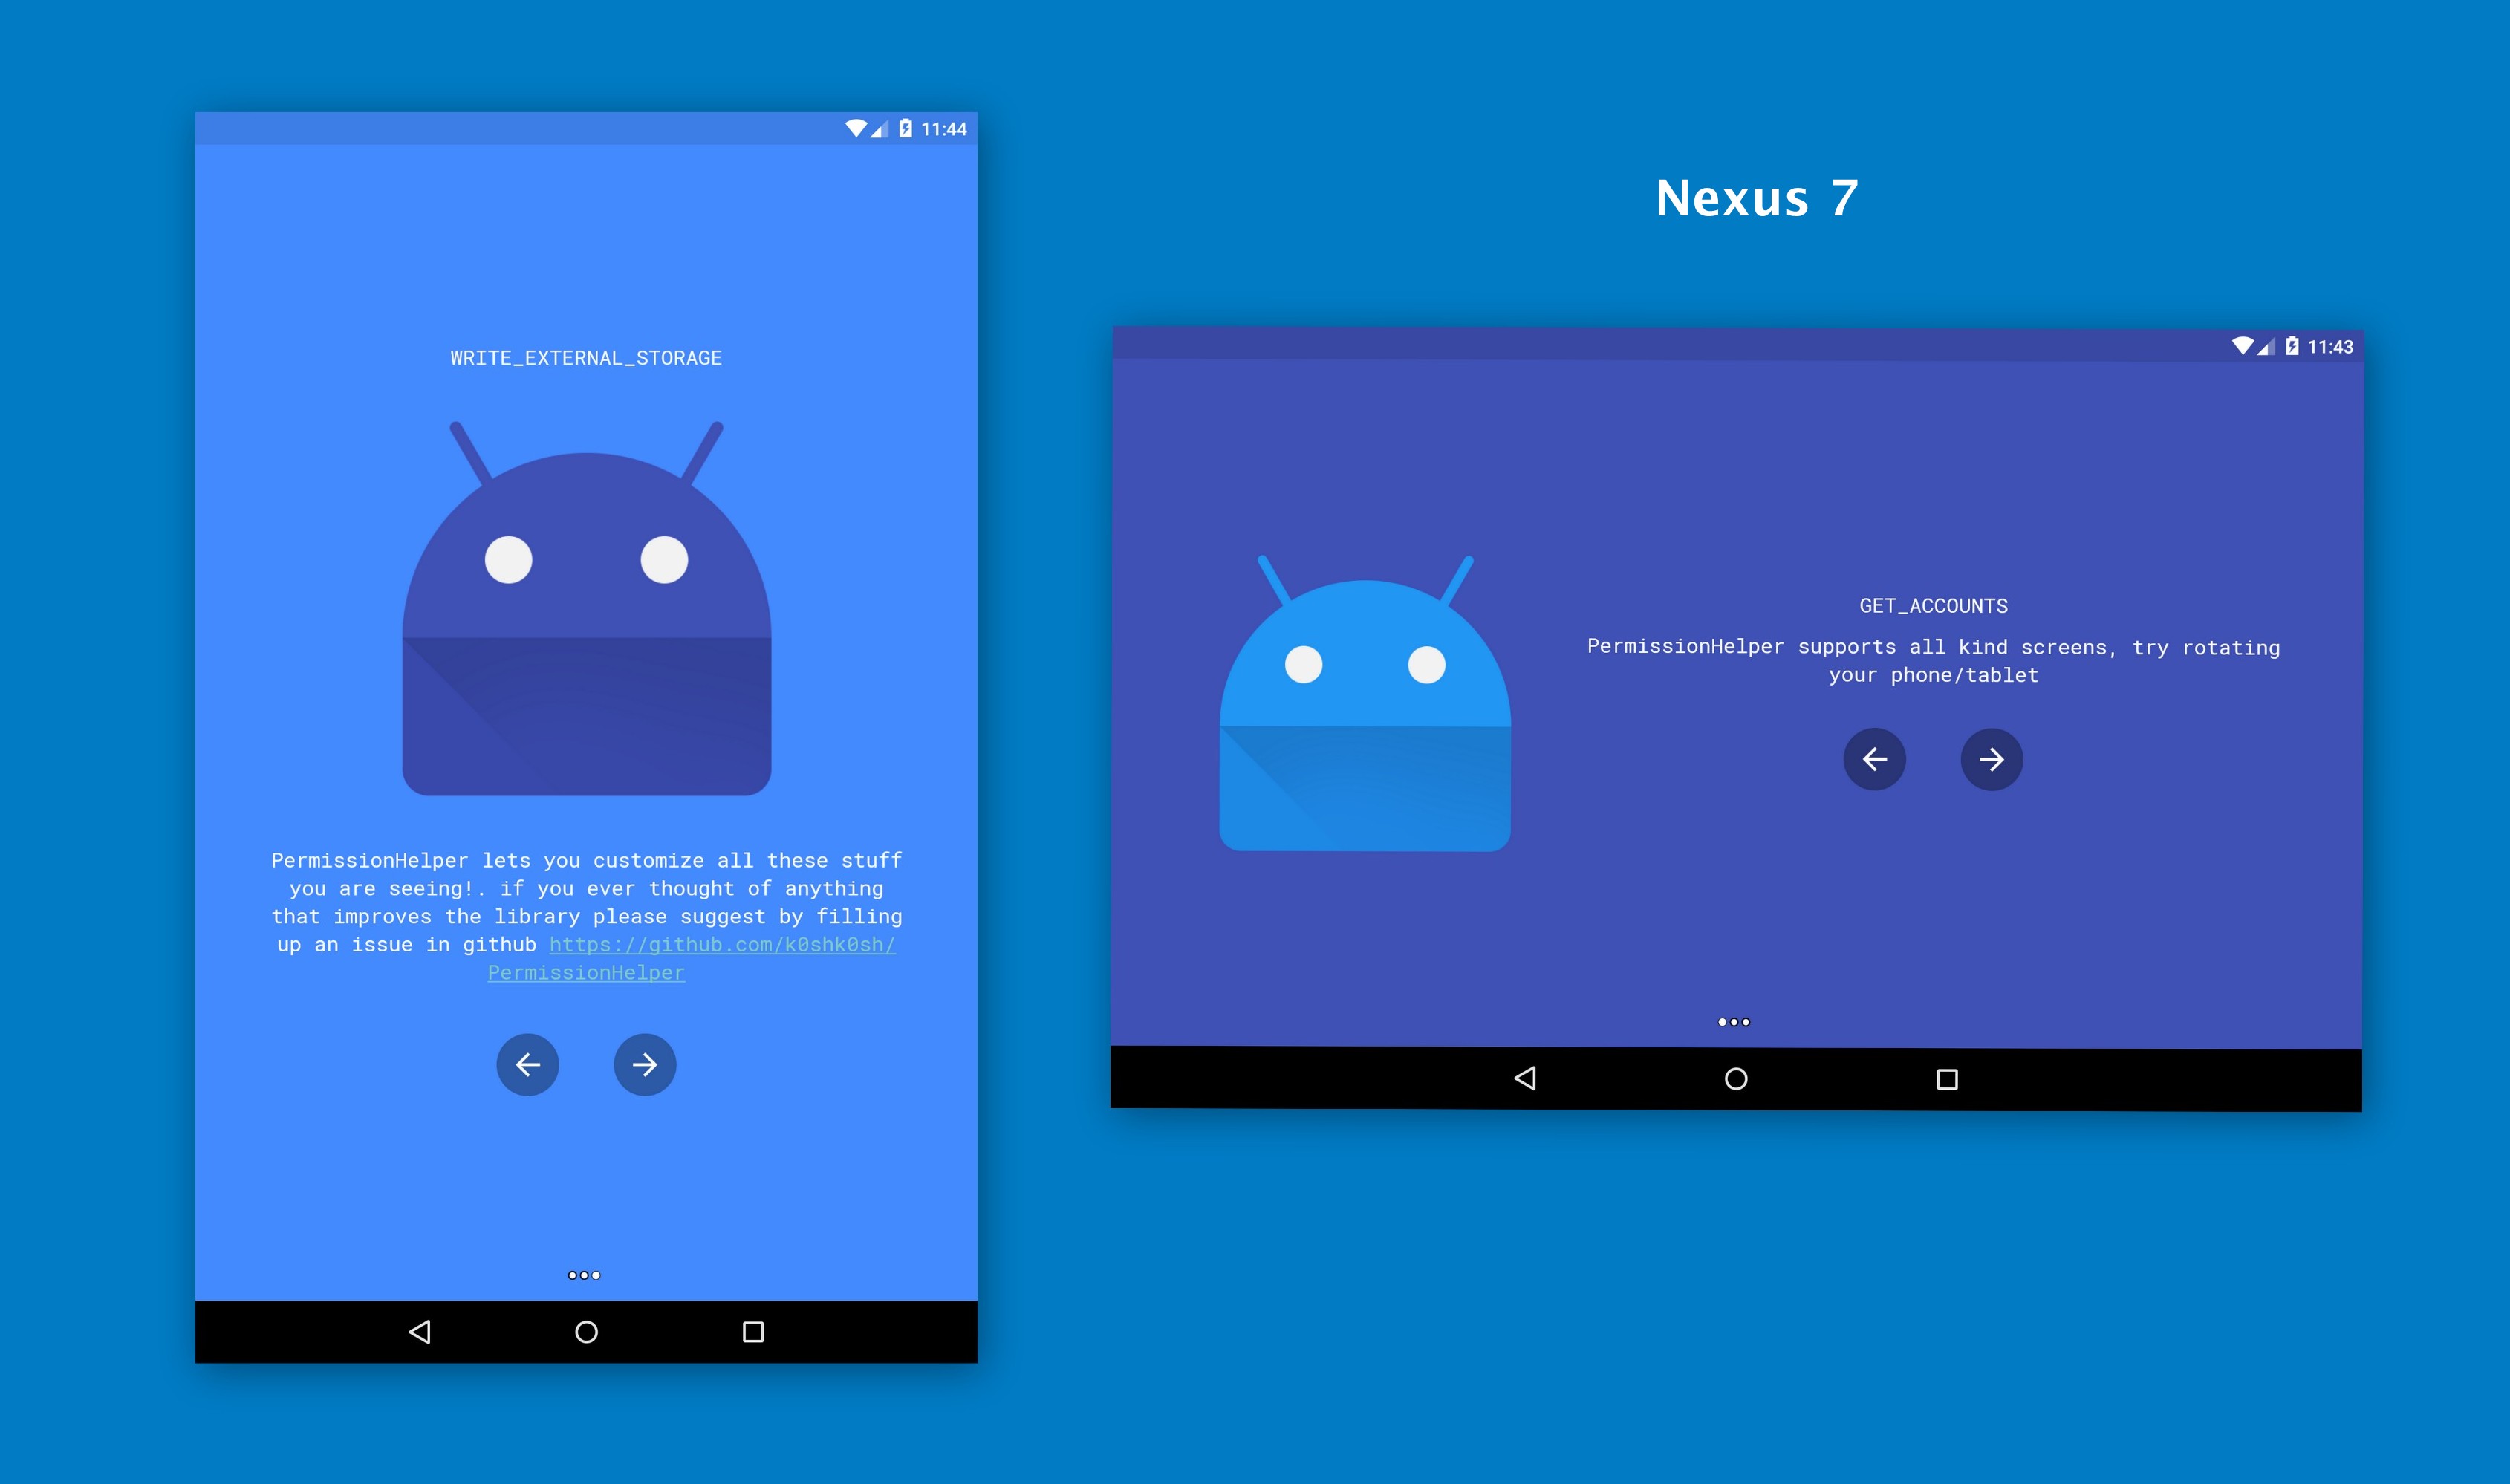 11:44
WRITE_EXTERNAL_STORAGE
PermissionHelper lets you customize all these stuff
you are seeing!. if you ever thought of anything
that improves the library please suggest by filling
up an issue in github https://github.com/k0shk0sh/
PermissionHelper
Nexus 7
11:43
GET_ACCOUNTS
PermissionHelper supports all kind screens, try rotating
your phone/tablet